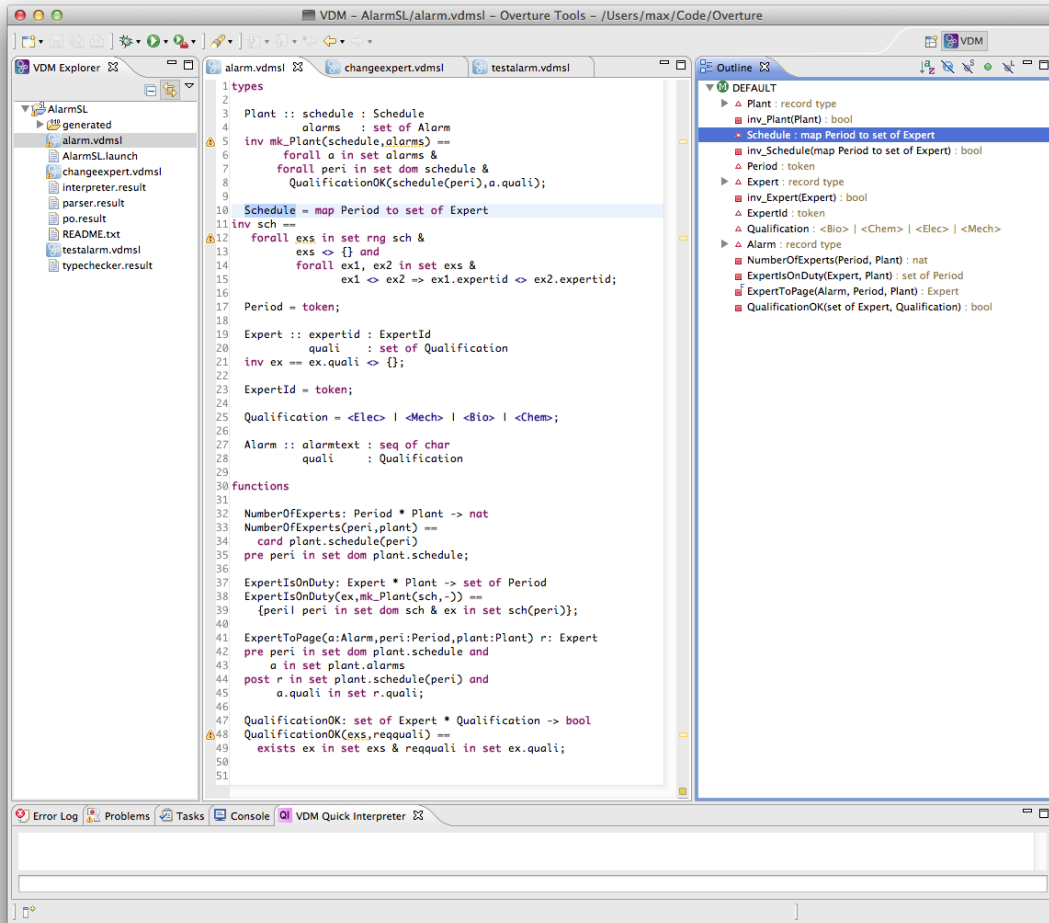 VDM – AlarmSL/alarm.vdmsl – Overture Tools – /Users/max/Code/Overture
VDM
VDM Explorer
AlarmSL
generated
alarm.vdmsl
AlarmSL.launch
changeexpert.vdmsl
interpreter.result
parser.result
po.result
README.txt
testalarm.vdmsl
typechecker.result
alarm.vdmsl changeexpert.vdmsl testalarm.vdmsl
1 types
2
3 Plant :: schedule : Schedule
4 alarms : set of Alarm
5 inv mk_Plant(schedule,alarms) ==
6 forall a in set alarms &
7 forall peri in set dom schedule &
8 QualificationOK(schedule(peri),a.quali);
9
10 Schedule = map Period to set of Expert
11 inv sch ==
12 forall exs in set rng sch &
13 exs <> {} and
14 forall ex1, ex2 in set exs &
15 ex1 <> ex2 => ex1.expertid <> ex2.expertid;
16
17 Period = token;
18
19 Expert :: expertid : ExpertId
20 quali : set of Qualification
21 inv ex == ex.quali <> {};
22
23 ExpertId = token;
24
25 Qualification = <Elec> | <Mech> | <Bio> | <Chem>;
26
27 Alarm :: alarmtext : seq of char
28 quali : Qualification
29
30 functions
31
32 NumberOfExperts: Period * Plant -> nat
33 NumberOfExperts(peri,plant) ==
34 card plant.schedule(peri)
35 pre peri in set dom plant.schedule;
36
37 ExpertIsOnDuty: Expert * Plant -> set of Period
38 ExpertIsOnDuty(ex,mk_Plant(sch,-)) ==
39 {peri| peri in set dom sch & ex in set sch(peri)};
40
41 ExpertToPage(a:Alarm,peri:Period,plant:Plant) r: Expert
42 pre peri in set dom plant.schedule and
43 a in set plant.alarms
44 post r in set plant.schedule(peri) and
45 a.quali in set r.quali;
46
47 QualificationOK: set of Expert * Qualification -> bool
48 QualificationOK(exs,reqquali) ==
49 exists ex in set exs & reqquali in set ex.quali;
50
51
Outline
DEFAULT
Plant : record type
inv_Plant(Plant) : bool
Schedule : map Period to set of Expert
inv_Schedule(map Period to set of Expert) : bool
Period : token
Expert : record type
inv_Expert(Expert) : bool
ExpertId : token
Qualification : <Bio> | <Chem> | <Elec> | <Mech>
Alarm : record type
NumberOfExperts(Period, Plant) : nat
ExpertIsOnDuty(Expert, Plant) : set of Period
ExpertToPage(Alarm, Period, Plant) : Expert
QualificationOK(set of Expert, Qualification) : bool
Error Log Problems Tasks Console QI VDM Quick Interpreter